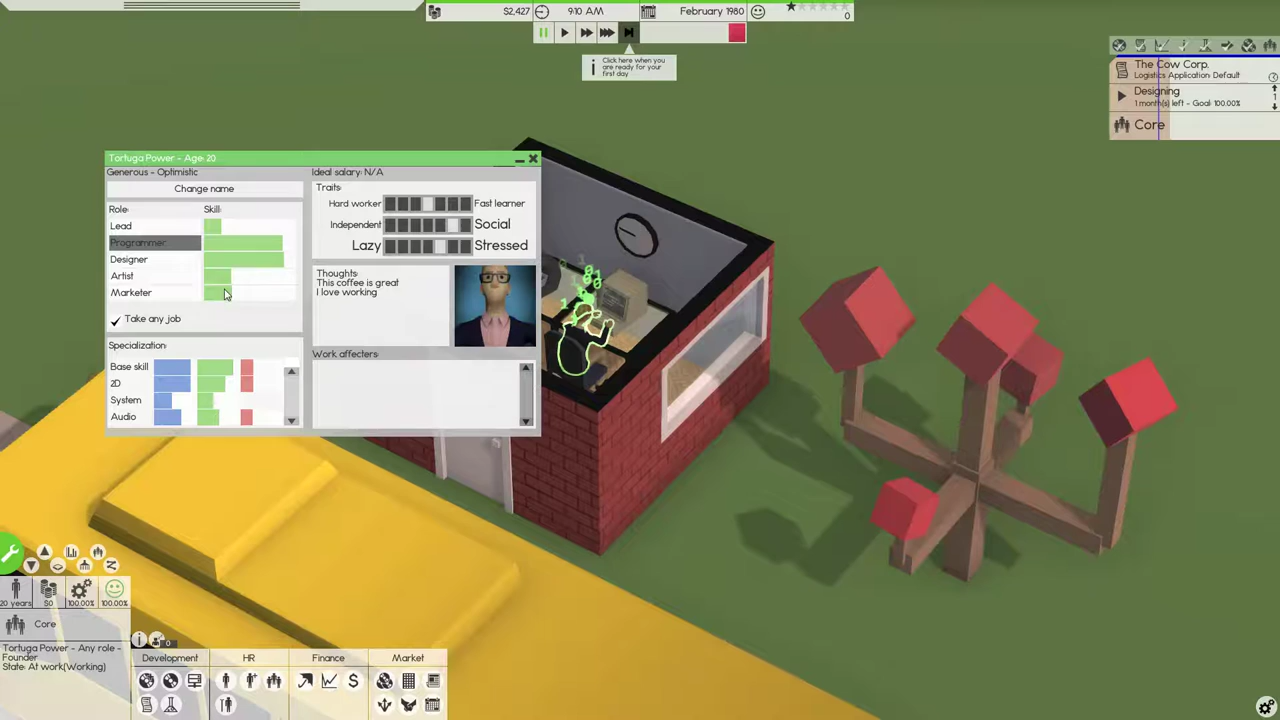 $2,427
9:10 AM
February 1980
0
Click here when you
are ready for your
first day
The Cow Corp.
Logistics Application: Default
Designing
1 month(s) left - Goal: 100.00%
1
Core
Tortuga Power - Age: 20
Generous - Optimistic
Change name
Role:
Skill:
Lead
Programmer
Designer
Artist
Marketer
Take any job
Specialization:
Base skill
2D
System
Audio
Ideal salary: N/A
Traits:
Hard worker
Fast learner
Independent
Social
Lazy
Stressed
Thoughts:
This coffee is great
I love working
Work affecters:
20 years
$0
100.00%
100.00%
Core
0
Tortuga Power - Any role -
Founder
State: At work(Working)
Development
HR
Finance
Market